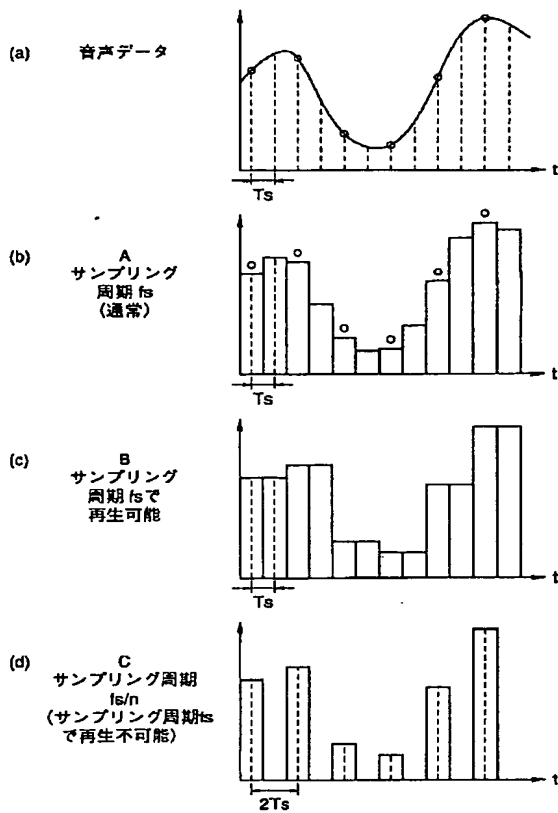 (a) 音声データ
t
Ts
(b) A
サンプリング
周期 fs
(通常)
t
Ts
(c) B
サンプリング
周期 fsで
再生可能
t
Ts
(d) C
サンプリング周期
fs/n
(サンプリング周期fs
で再生不可能)
t
2Ts